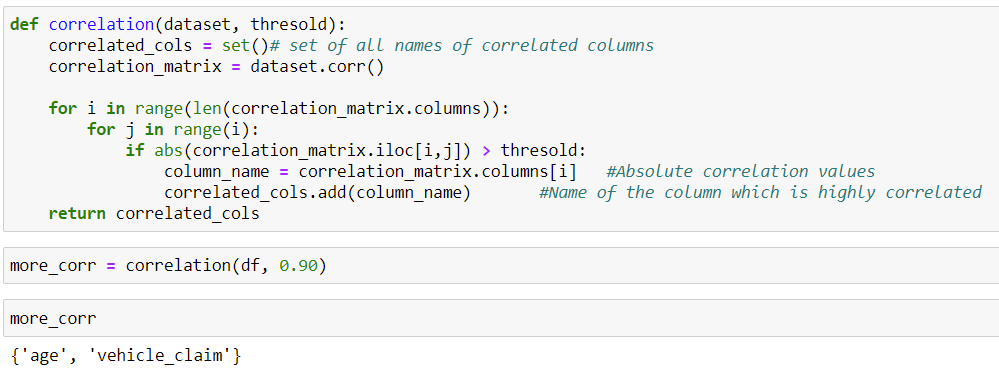 def correlation(dataset, thresold):
    correlated_cols = set()# set of all names of correlated columns
    correlation_matrix = dataset.corr()
    for i in range(len(correlation_matrix.columns)):
        for j in range(i):
            if abs(correlation_matrix.iloc[i,j]) > thresold:
                column_name = correlation_matrix.columns[i]   #Absolute correlation values
                correlated_cols.add(column_name)       #Name of the column which is highly correlated
    return correlated_cols
more_corr = correlation(df, 0.90)
more_corr
{'age', 'vehicle_claim'}